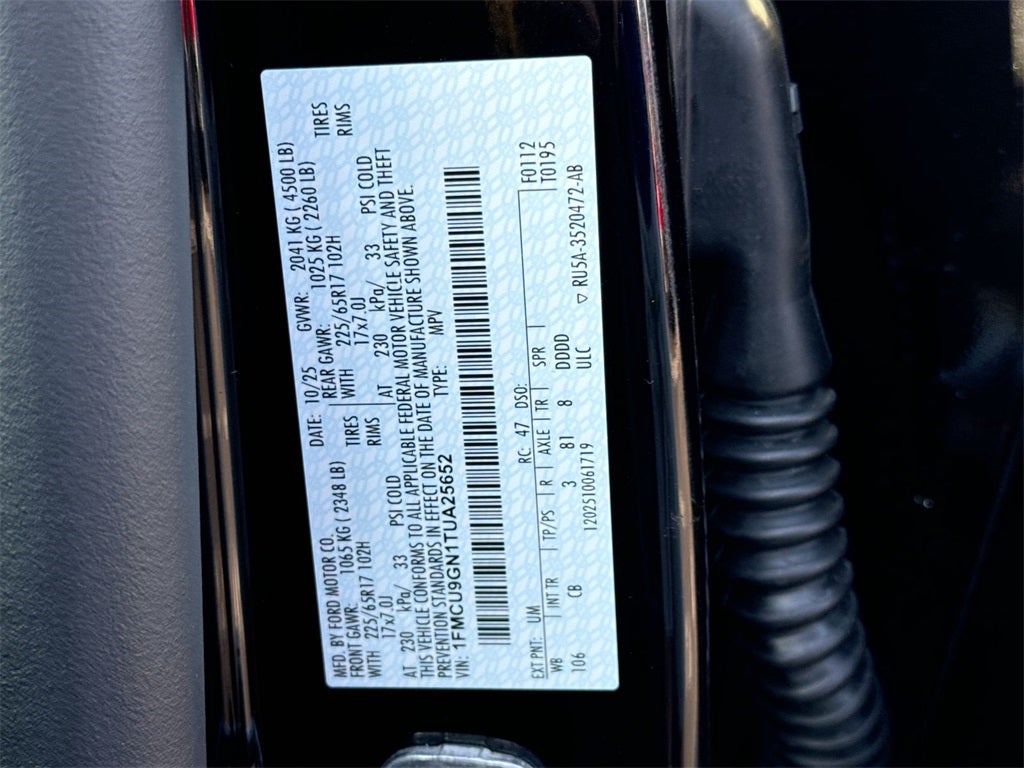 MFD. BY FORD MOTOR CO.
DATE: 10/25 GVWR: 2041 KG ( 4500 LB)
FRONT GAWR: 1065 KG ( 2348 LB) REAR GAWR: 1025 KG ( 2260 LB)
WITH 225/65R17 102H TIRES WITH 225/65R17 102H TIRES
17x7.0J RIMS 17x7.0J RIMS
AT 230 kPa/ 33 PSI COLD AT 230 kPa/ 33 PSI COLD
THIS VEHICLE CONFORMS TO ALL APPLICABLE FEDERAL MOTOR VEHICLE SAFETY AND THEFT
PREVENTION STANDARDS IN EFFECT ON THE DATE OF MANUFACTURE SHOWN ABOVE.
VIN: 1FMCU9GN1TUA25652 TYPE: MPV
EXT PNT: UM RC: 47 DSO: F0112
WB INT TR TP/PS R AXLE TR SPR T0195
106 CB 3 81 8 DDDD
1202510061719 ULC ▽ RU5A-3520472-AB